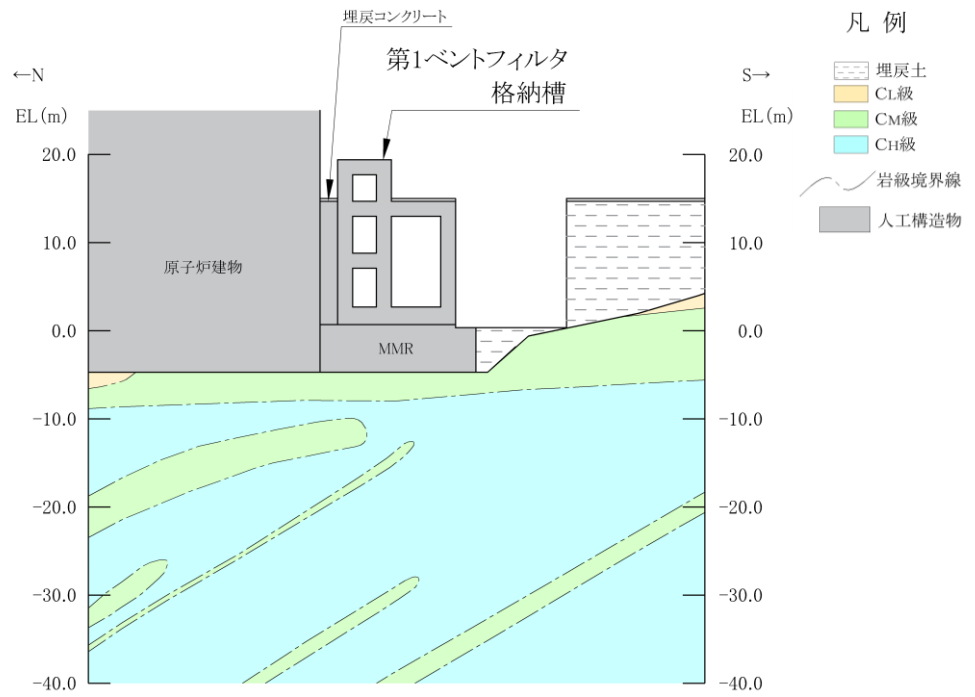 埋戻コンクリート
凡 例
第1ベントフィルタ
格納槽
←N
S→
EL(m)
EL(m)
埋戻土
CL級
CM級
CH級
岩級境界線
人工構造物
20.0
20.0
10.0
10.0
原子炉建物
0.0
0.0
MMR
-10.0
-10.0
-20.0
-20.0
-30.0
-30.0
-40.0
-40.0